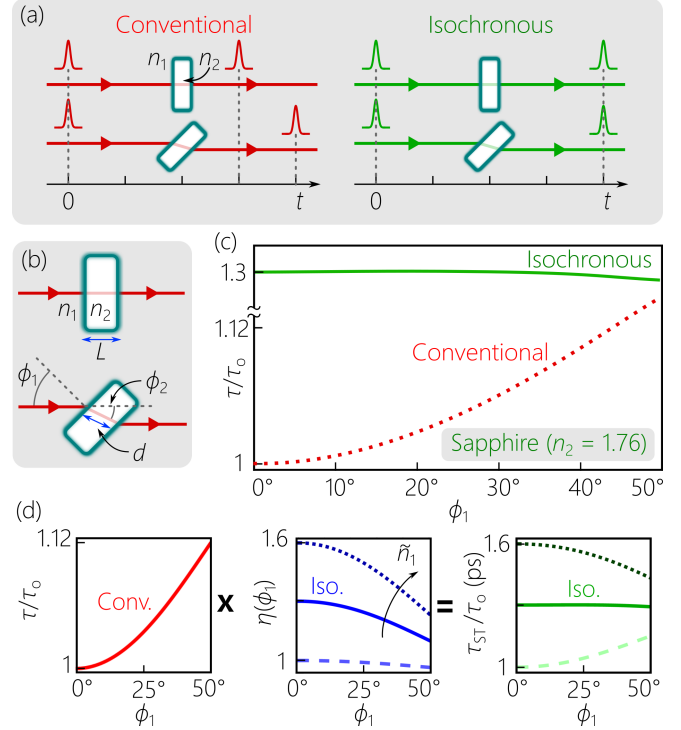 (a) Conventional Isochronous
n₁ n₂
0 t 0 t
(b)
n₁ n₂
L
ϕ₁ ϕ₂
d
(c)
1.3 Isochronous
1.12
Conventional
τ/τₒ
1 Sapphire (n₂ = 1.76)
0° 10° 20° 30° 40° 50°
ϕ₁
(d)
1.12 1.6 1.6
τ/τₒ Conv. x η(ϕ₁) Iso. ñ₁ = τ_ST/τₒ (ps) Iso.
1 1 1
0° 25° 50° 0° 25° 50° 0° 25° 50°
ϕ₁ ϕ₁ ϕ₁